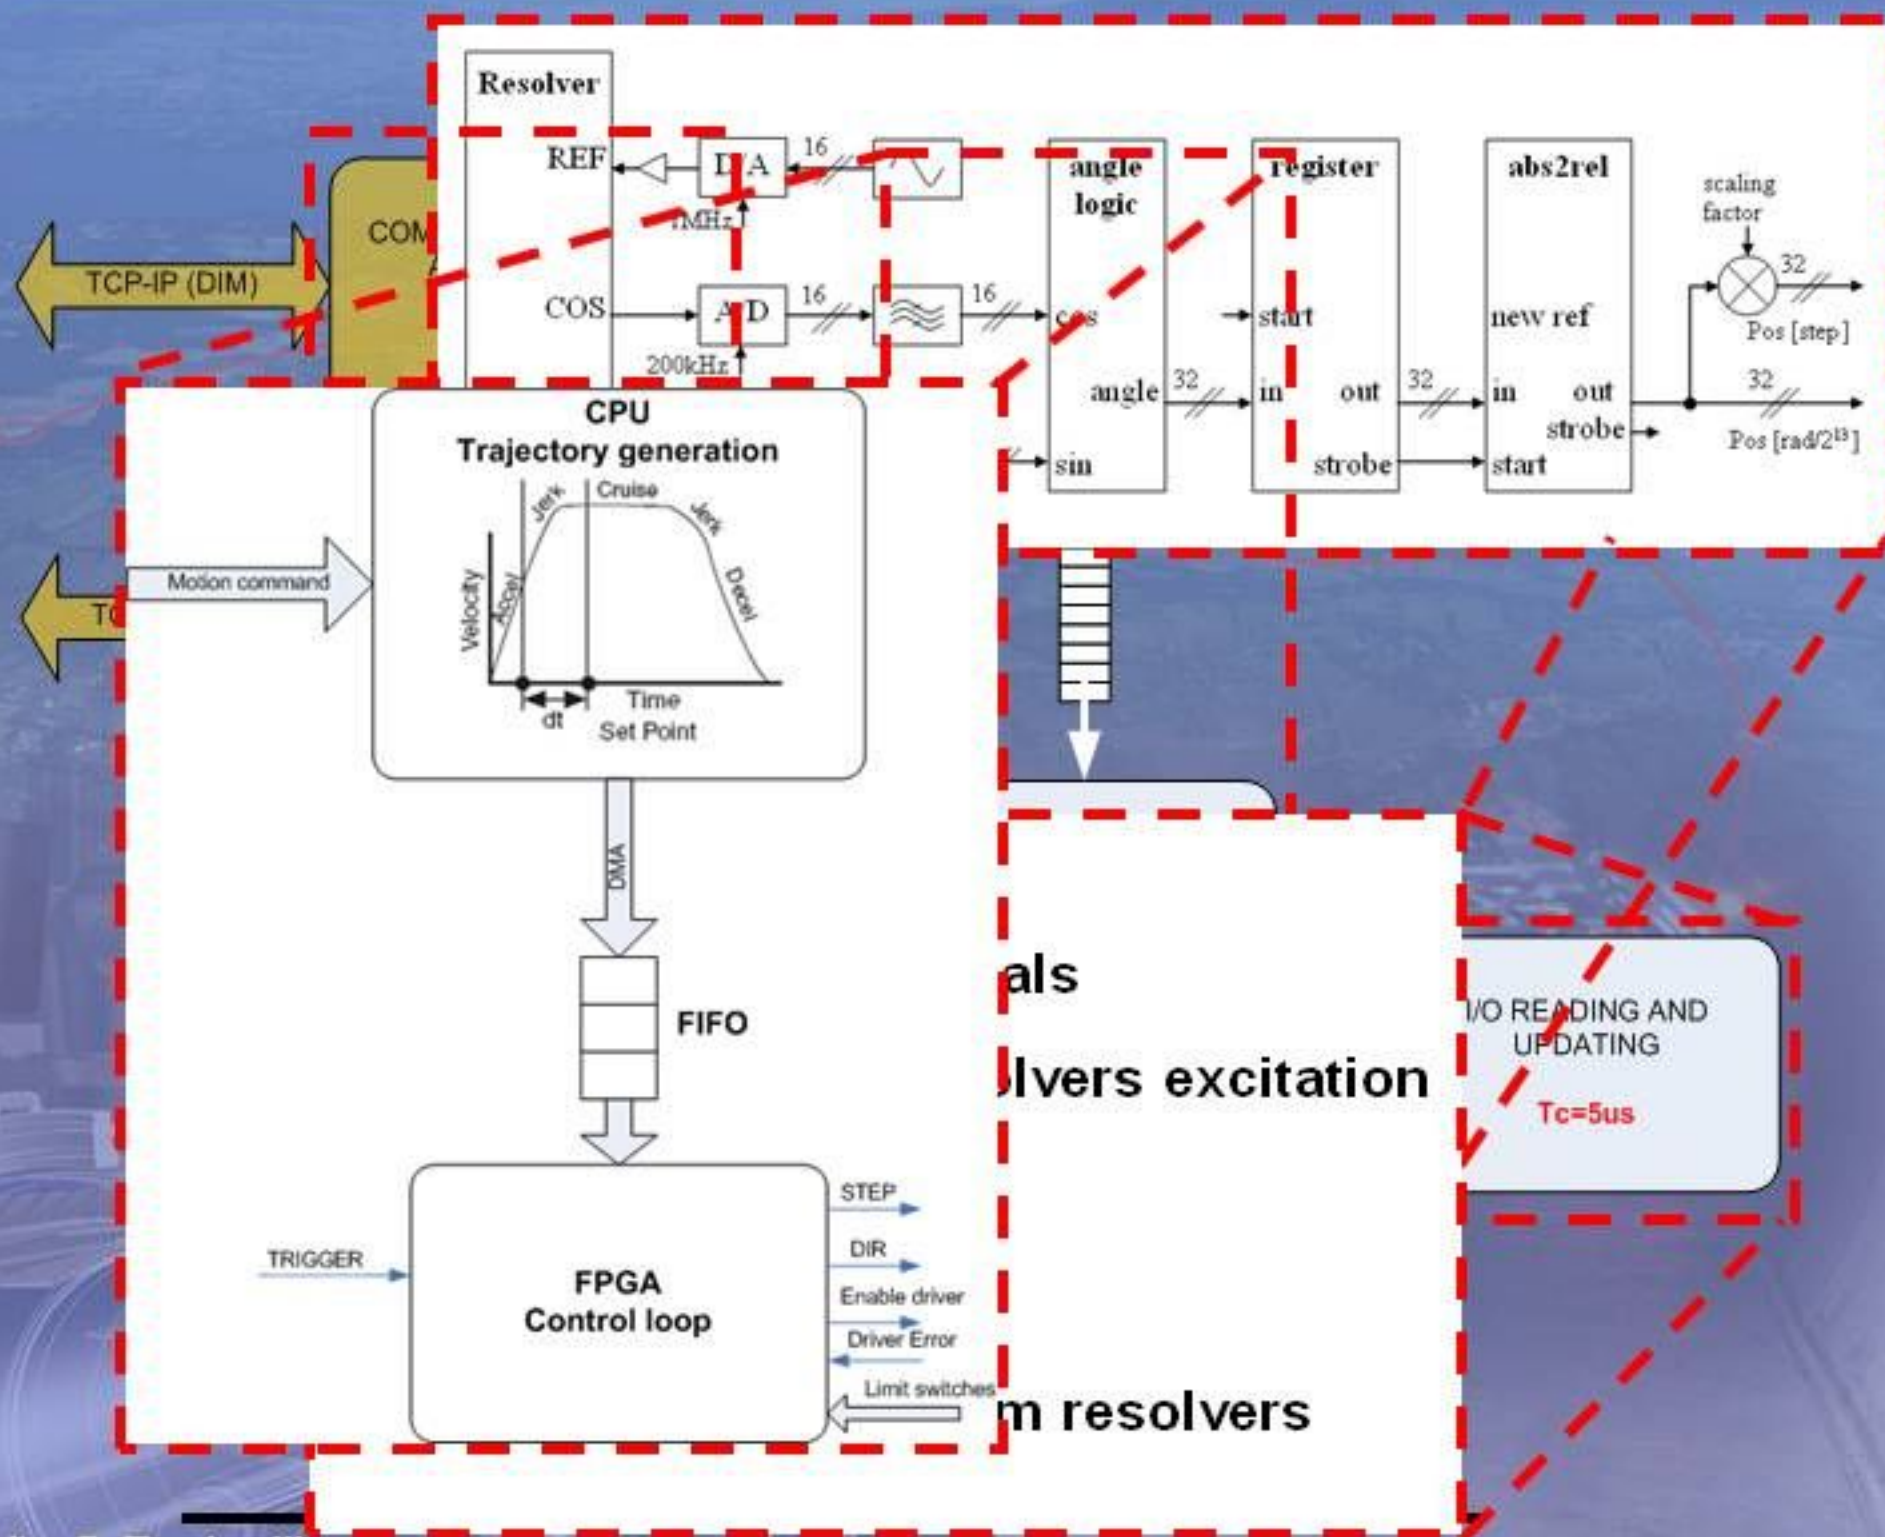 Resolver
REF
D/A
16
1MHz
COS
A/D
16
16
200kHz
angle
logic
cos
angle
sin
32
register
start
in
out
strobe
32
abs2rel
new ref
in
out
strobe
start
scaling
factor
32
Pos [step]
32
Pos [rad/2¹³]
TCP-IP (DIM)
COM
CPU
Trajectory generation
Jerk
Cruise
Jerk
Velocity
Accel
Decel
Time
dt
Set Point
Motion command
DMA
FIFO
TRIGGER
FPGA
Control loop
STEP
DIR
Enable driver
Driver Error
Limit switches
als
lvers excitation
m resolvers
I/O READING AND
UPDATING
Tc=5us